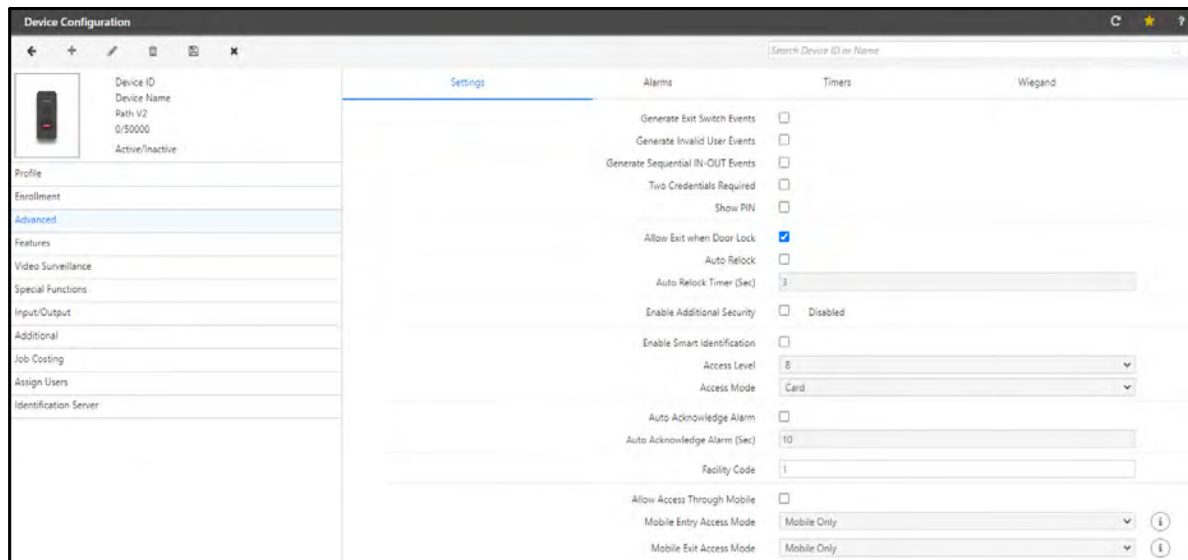 Device Configuration
?
Search Device ID or Name
Device ID
Device Name
Path V2
0/50000
Active/Inactive
Profile
Enrollment
Advanced
Features
Video Surveillance
Special Functions
Input/Output
Additional
Job Costing
Assign Users
Identification Server
Settings Alarms Timers Wiegand
Generate Exit Switch Events
Generate Invalid User Events
Generate Sequential IN-OUT Events
Two Credentials Required
Show PIN
Allow Exit when Door Lock
Auto Relock
Auto Relock Timer (Sec) 3
Enable Additional Security Disabled
Enable Smart Identification
Access Level 8
Access Mode Card
Auto Acknowledge Alarm
Auto Acknowledge Alarm (Sec) 10
Facility Code 1
Allow Access Through Mobile
Mobile Entry Access Mode Mobile Only i
Mobile Exit Access Mode Mobile Only i